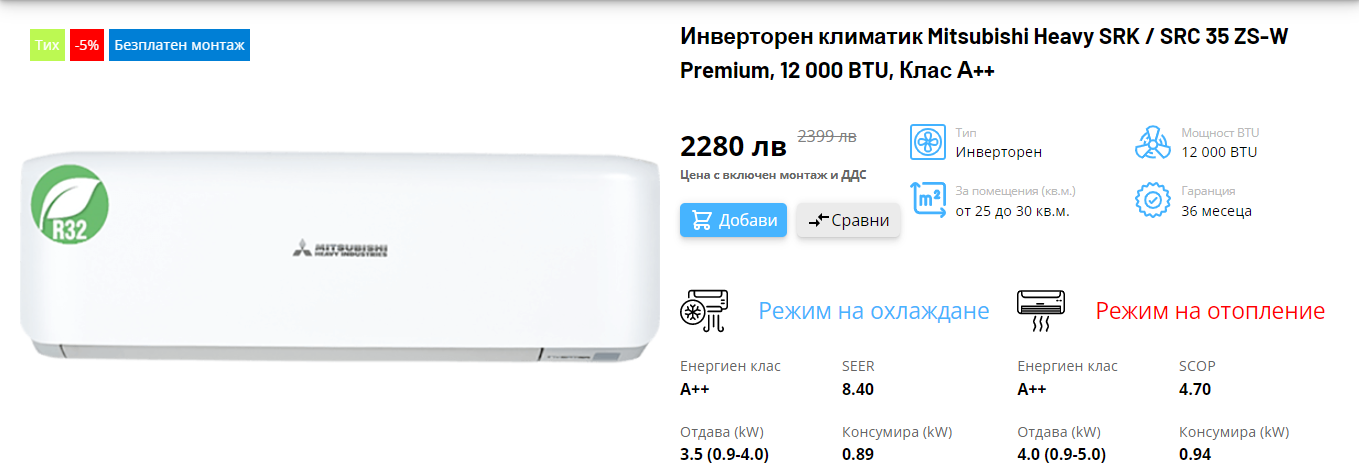 Тих
-5%
Безплатен монтаж
R32
MITSUBISHI
HEAVY INDUSTRIES
Инверторен климатик Mitsubishi Heavy SRK / SRC 35 ZS-W
Premium, 12 000 BTU, Клас А++
2280 лв 2399 лв
Цена с включен монтаж и ДДС
Добави
Сравни
Тип
Инверторен
Мощност BTU
12 000 BTU
m²
За помещения (кв.м.)
от 25 до 30 кв.м.
Гаранция
36 месеца
Режим на охлаждане
Енергиен клас
А++
SEER
8.40
Отдава (kW)
3.5 (0.9-4.0)
Консумира (kW)
0.89
Режим на отопление
Енергиен клас
А++
SCOP
4.70
Отдава (kW)
4.0 (0.9-5.0)
Консумира (kW)
0.94